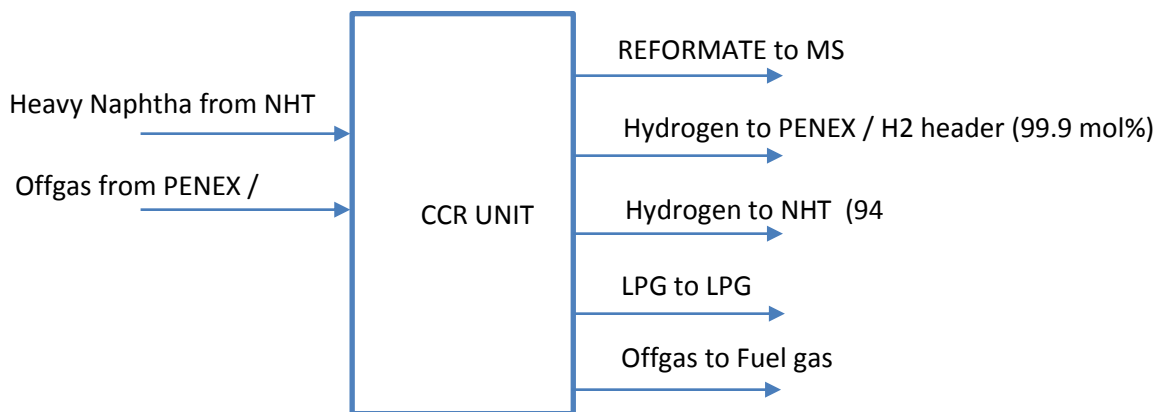 Heavy Naphtha from NHT
Offgas from PENEX /
CCR UNIT
REFORMATE to MS
Hydrogen to PENEX / H2 header (99.9 mol%)
Hydrogen to NHT (94
LPG to LPG
Offgas to Fuel gas